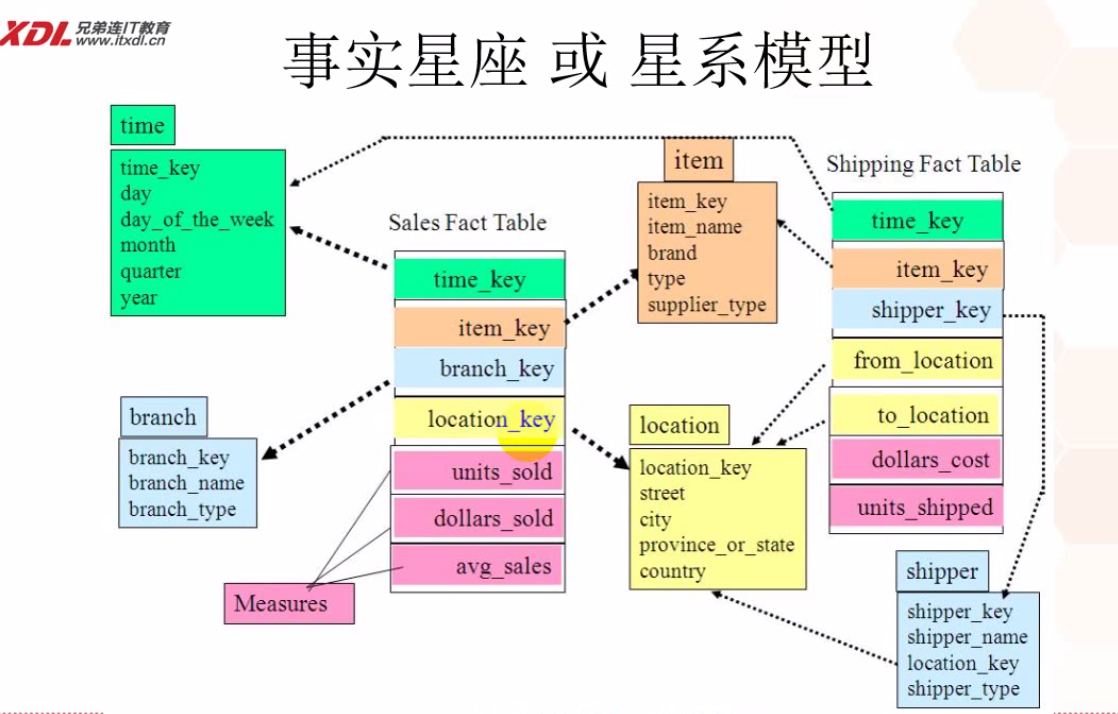 XDL 兄弟连IT教育
www.itxdl.cn
事实星座 或 星系模型
time
time_key
day
day_of_the_week
month
quarter
year
branch
branch_key
branch_name
branch_type
Sales Fact Table
time_key
item_key
branch_key
location_key
units_sold
dollars_sold
avg_sales
Measures
item
item_key
item_name
brand
type
supplier_type
location
location_key
street
city
province_or_state
country
Shipping Fact Table
time_key
item_key
shipper_key
from_location
to_location
dollars_cost
units_shipped
shipper
shipper_key
shipper_name
location_key
shipper_type